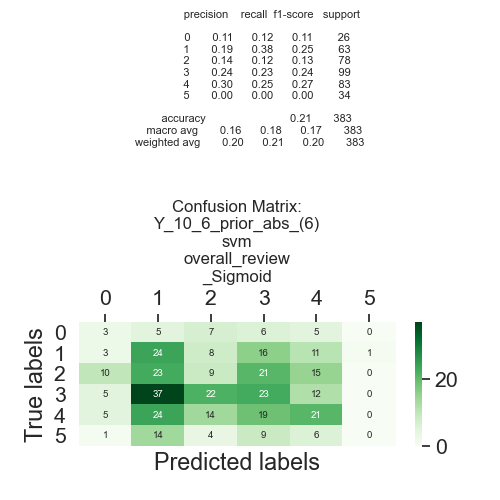 precision recall f1-score support
0 0.11 0.12 0.11 26
1 0.19 0.38 0.25 63
2 0.14 0.12 0.13 78
3 0.24 0.23 0.24 99
4 0.30 0.25 0.27 83
5 0.00 0.00 0.00 34
accuracy 0.21 383
macro avg 0.16 0.18 0.17 383
weighted avg 0.20 0.21 0.20 383
Confusion Matrix:
Y_10_6_prior_abs_(6)
svm
overall_review
_Sigmoid
0 1 2 3 4 5
True labels
0 3 5 7 6 5 0
1 3 24 8 16 11 1
2 10 23 9 21 15 0
3 5 37 22 23 12 0
4 5 24 14 19 21 0
5 1 14 4 9 6 0
Predicted labels
20
0